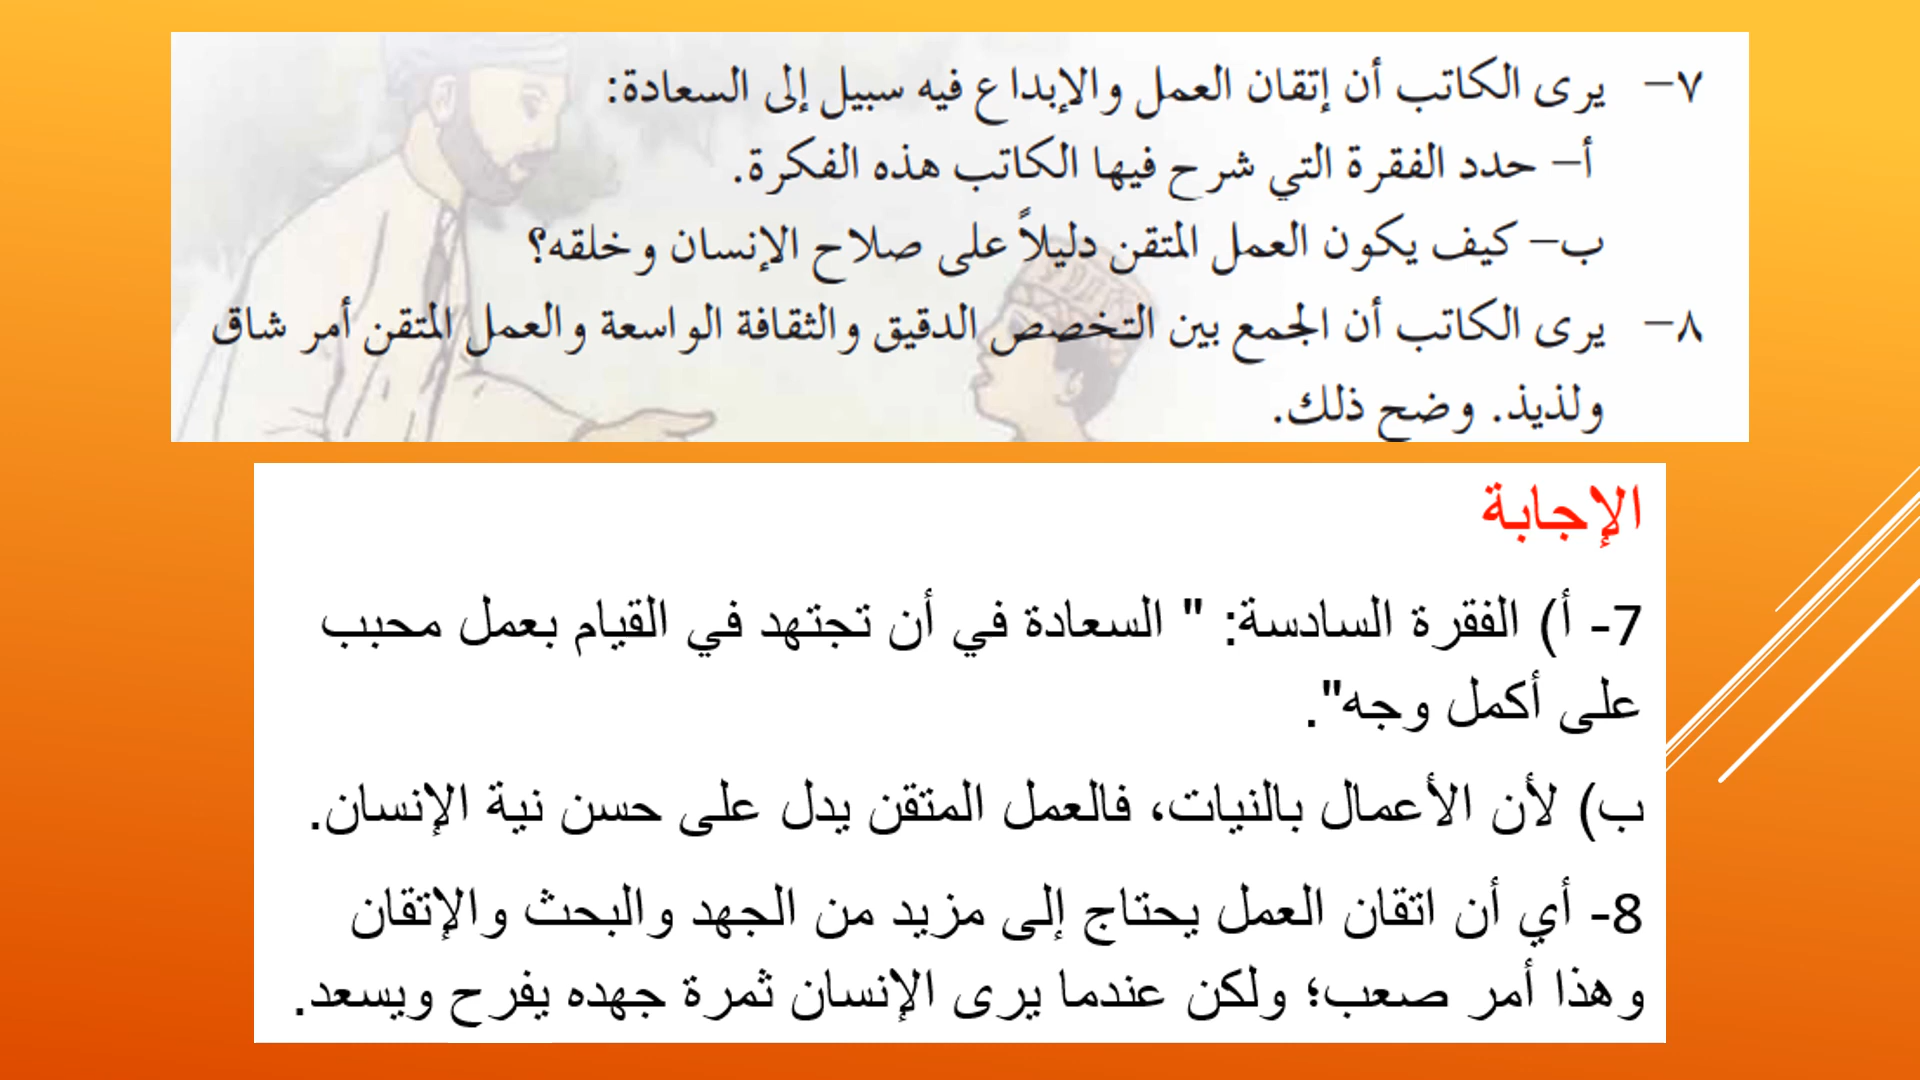 ٧- يرى الكاتب أن إتقان العمل والإبداع فيه سبيل إلى السعادة:
أ- حدد الفقرة التي شرح فيها الكاتب هذه الفكرة.
ب- كيف يكون العمل المتقن دليلاً على صلاح الإنسان وخلقه؟
٨- يرى الكاتب أن الجمع بين التخصص الدقيق والثقافة الواسعة والعمل المتقن أمر شاق
ولذيذ. وضح ذلك.
الإجابة
7- أ) الفقرة السادسة: " السعادة في أن تجتهد في القيام بعمل محبب
على أكمل وجه".
ب) لأن الأعمال بالنيات، فالعمل المتقن يدل على حسن نية الإنسان.
8- أي أن اتقان العمل يحتاج إلى مزيد من الجهد والبحث والإتقان
وهذا أمر صعب؛ ولكن عندما يرى الإنسان ثمرة جهده يفرح ويسعد.